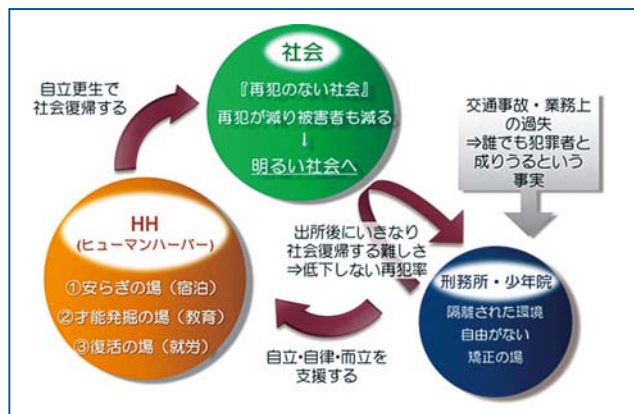 社会
『再犯のない社会』
再犯が減り被害者も減る
↓
明るい社会へ
自立更生で
社会復帰する
交通事故・業務上
の過失
⇒誰でも犯罪者と
成りうるという
事実
HH
(ヒューマンハーバー)
①安らぎの場（宿泊）
②才能発掘の場（教育）
③復活の場（就労）
出所後にいきなり
社会復帰する難しさ
⇒低下しない再犯率
刑務所・少年院
隔離された環境
自由がない
矯正の場
自立・自律・而立を
支援する